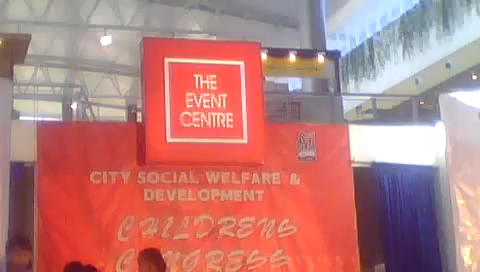 THE
EVENT
CENTRE
CITY SOCIAL WELFARE &
DEVELOPMENT
CHILDRENS
CONGRESS